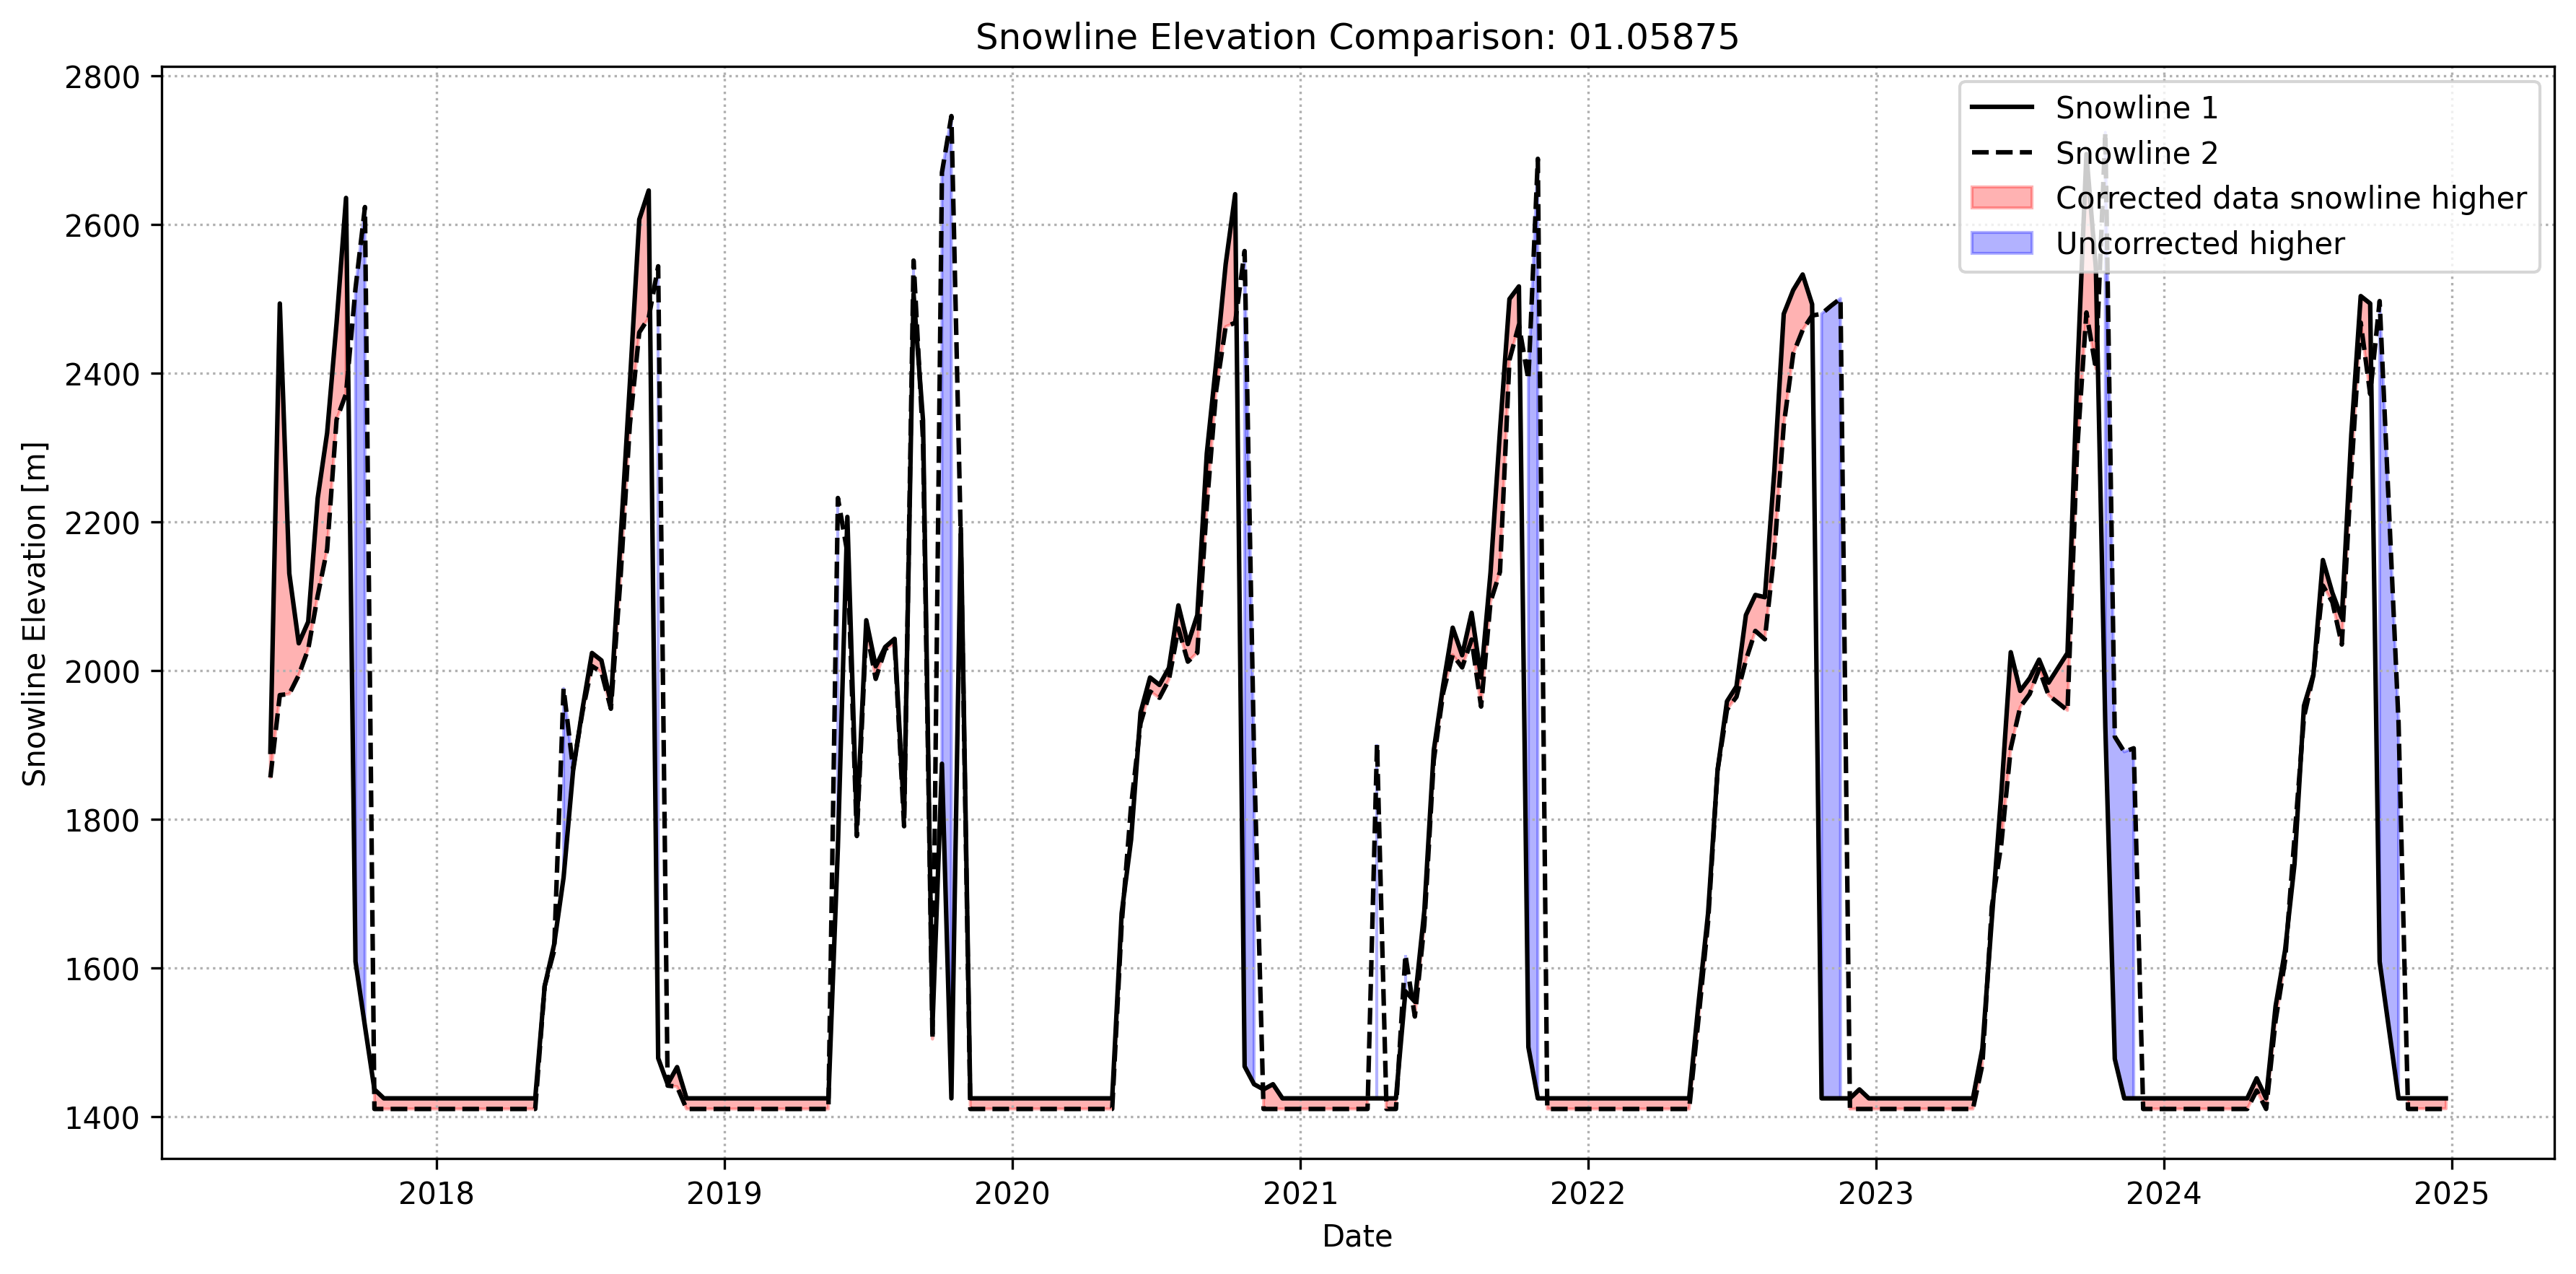 Snowline Elevation Comparison: 01.05875
2800
2600
2400
2200
2000
1800
1600
1400
Snowline Elevation [m]
Snowline 1
Snowline 2
Corrected data snowline higher
Uncorrected higher
2018 2019 2020 2021 2022 2023 2024 2025
Date